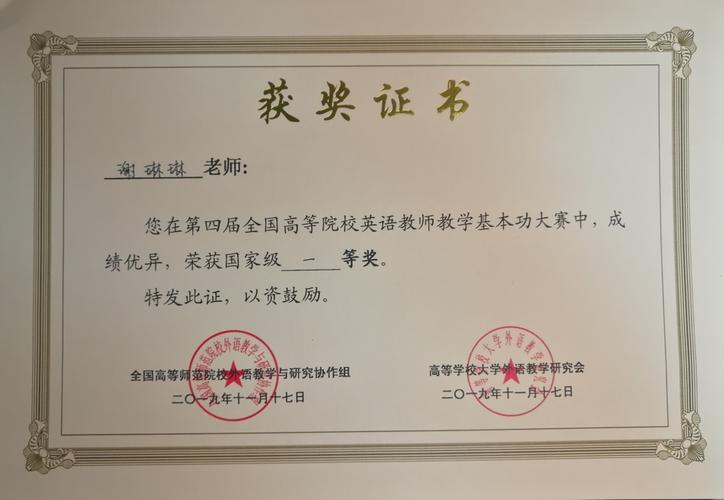 获奖证书
谢琳琳 老师：
您在第四届全国高等院校英语教师教学基本功大赛中，成
绩优异，荣获国家级 一 等奖。
特发此证，以资鼓励。
全国高等师范院校外语教学与研究协作组
二〇一九年十一月十七日
高等学校大学外语教学研究会
二〇一九年十一月十七日